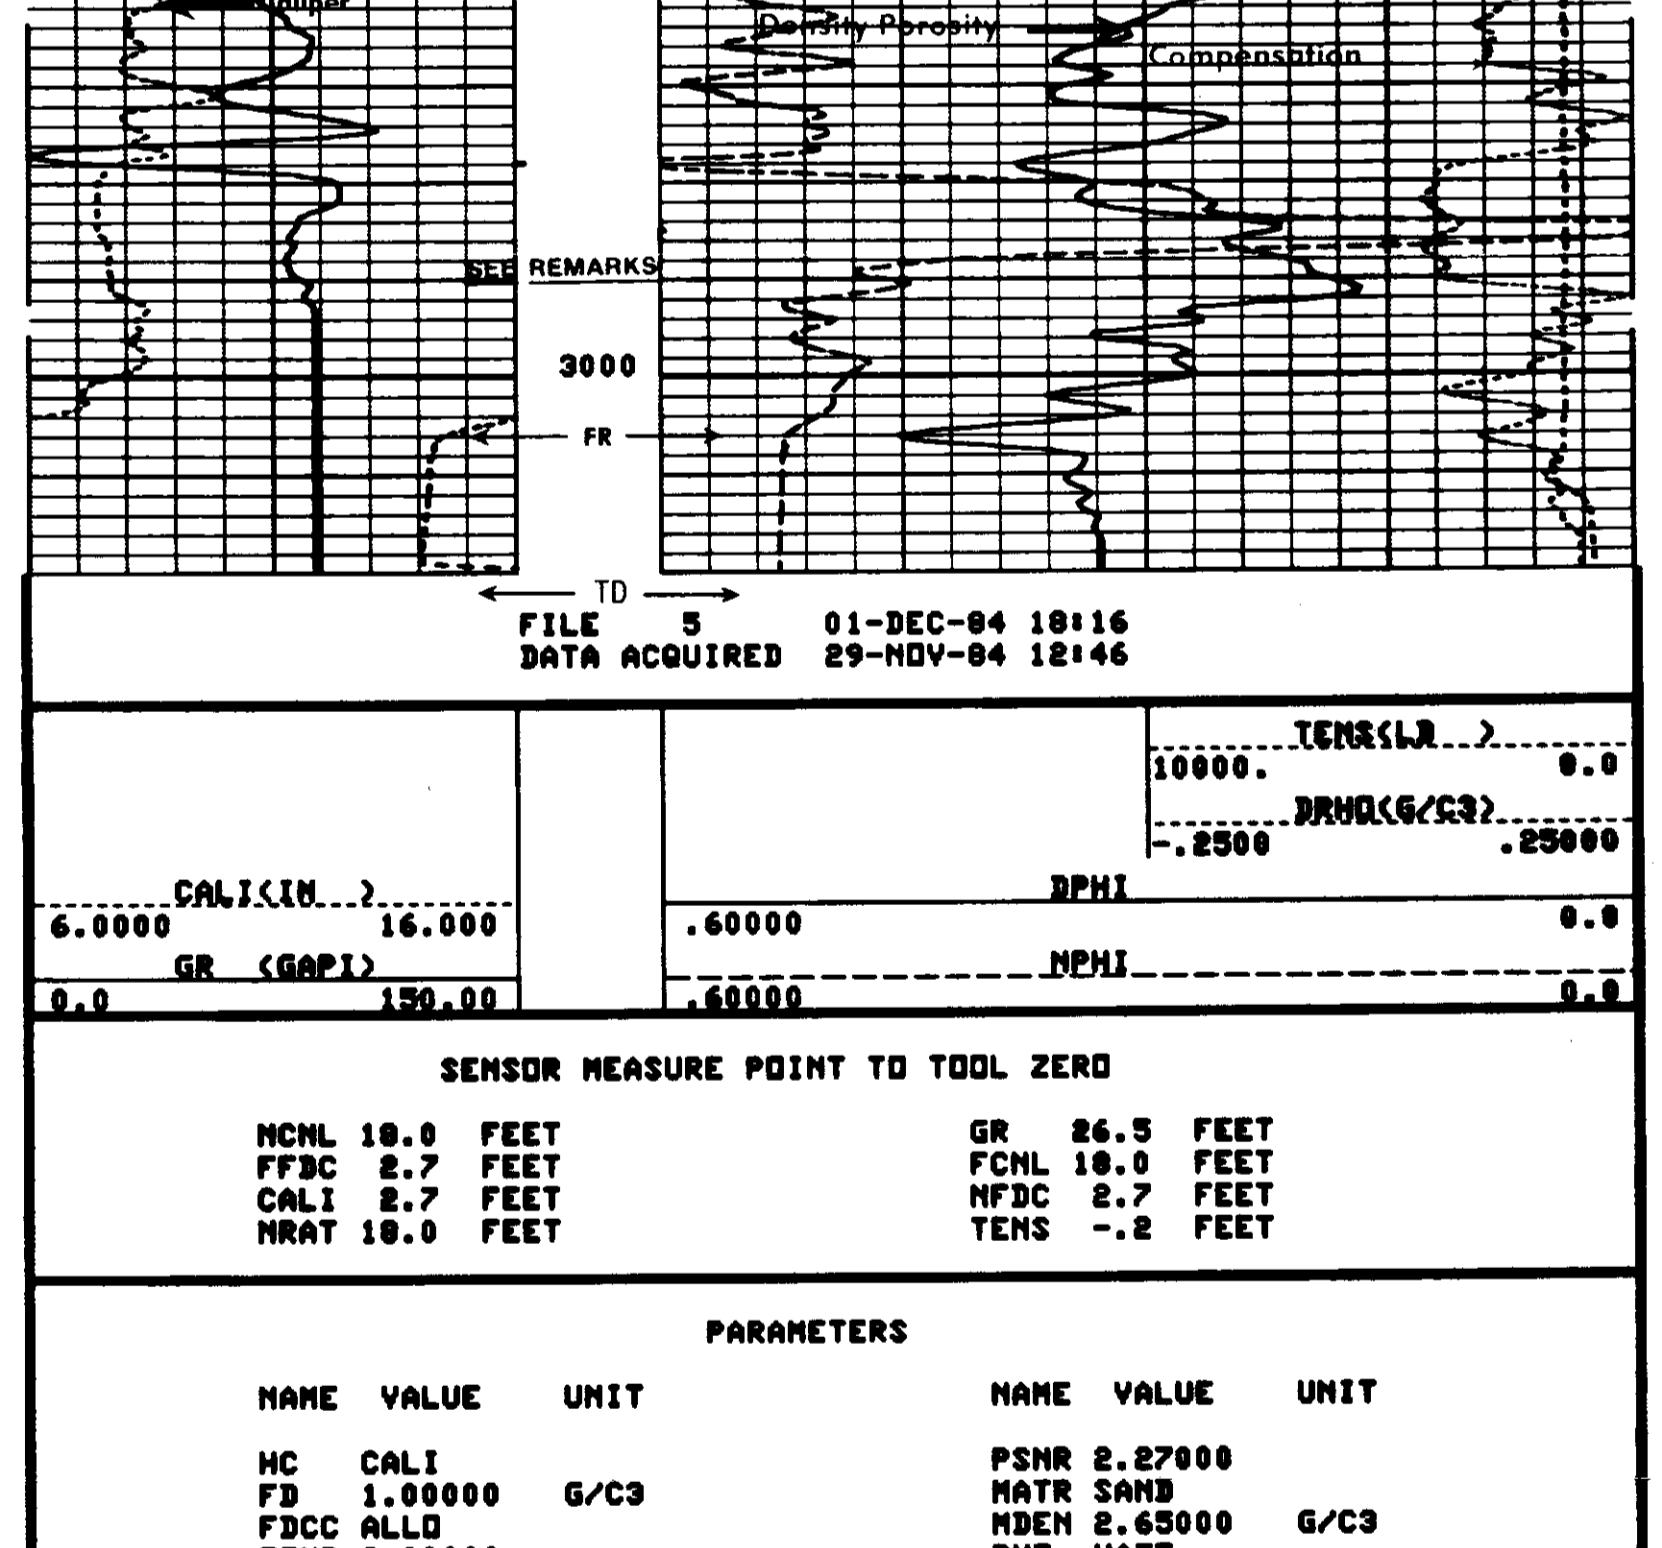 Density Porosity
Compensation
SEE REMARKS
3000
FR
TD
FILE 5 01-DEC-84 18:16
DATA ACQUIRED 29-NOV-84 12:46
TENS(LB )
10000. 0.0
DRHO(G/C3)
-.2500 .25000
CALI(IN ) DPHI
6.0000 16.000 .60000 0.0
GR (GAPI) NPHI
0.0 150.00 .60000 0.0
SENSOR MEASURE POINT TO TOOL ZERO
NCNL 18.0 FEET GR 26.5 FEET
FFDC 2.7 FEET FCNL 18.0 FEET
CALI 2.7 FEET NFDC 2.7 FEET
NRAT 18.0 FEET TENS -.2 FEET
PARAMETERS
NAME VALUE UNIT NAME VALUE UNIT
HC CALI PSNR 2.27000
FD 1.00000 G/C3 MATR SAND
FDCC ALLO MDEN 2.65000 G/C3